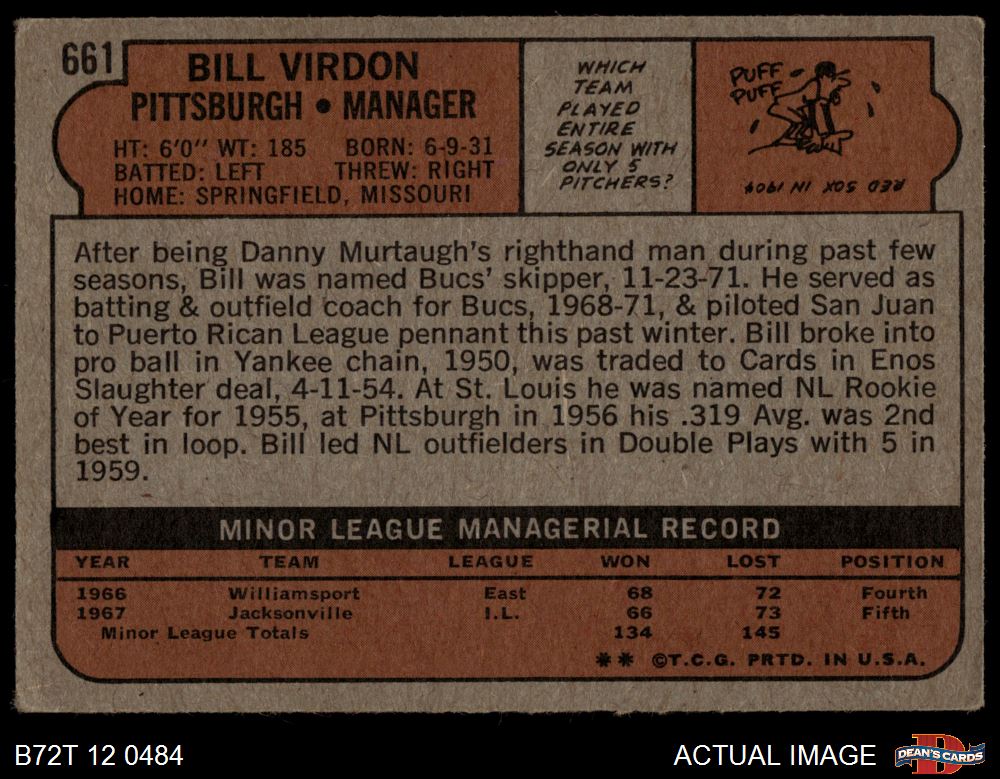 661
BILL VIRDON
PITTSBURGH • MANAGER
HT: 6'0" WT: 185 BORN: 6-9-31
BATTED: LEFT THREW: RIGHT
HOME: SPRINGFIELD, MISSOURI
WHICH
TEAM
PLAYED
ENTIRE
SEASON WITH
ONLY 5
PITCHERS?
PUFF
PUFF
RED SOX IN 1904
After being Danny Murtaugh's righthand man during past few
seasons, Bill was named Bucs' skipper, 11-23-71. He served as
batting & outfield coach for Bucs, 1968-71, & piloted San Juan
to Puerto Rican League pennant this past winter. Bill broke into
pro ball in Yankee chain, 1950, was traded to Cards in Enos
Slaughter deal, 4-11-54. At St. Louis he was named NL Rookie
of Year for 1955, at Pittsburgh in 1956 his .319 Avg. was 2nd
best in loop. Bill led NL outfielders in Double Plays with 5 in
1959.
MINOR LEAGUE MANAGERIAL RECORD
YEAR TEAM LEAGUE WON LOST POSITION
1966 Williamsport East 68 72 Fourth
1967 Jacksonville I.L. 66 73 Fifth
Minor League Totals 134 145
** ©T.C.G. PRTD. IN U.S.A.
B72T 12 0484
ACTUAL IMAGE
DEAN'S CARDS